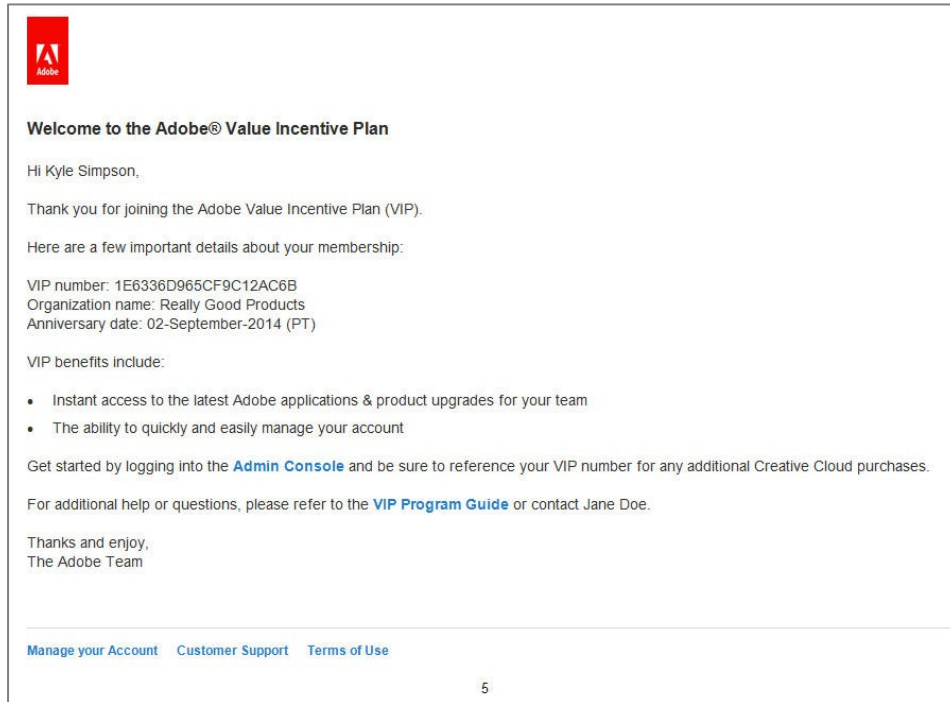 Adobe
Welcome to the Adobe® Value Incentive Plan
Hi Kyle Simpson,
Thank you for joining the Adobe Value Incentive Plan (VIP).
Here are a few important details about your membership:
VIP number: 1E6336D965CF9C12AC6B
Organization name: Really Good Products
Anniversary date: 02-September-2014 (PT)
VIP benefits include:
• Instant access to the latest Adobe applications & product upgrades for your team
• The ability to quickly and easily manage your account
Get started by logging into the Admin Console and be sure to reference your VIP number for any additional Creative Cloud purchases.
For additional help or questions, please refer to the VIP Program Guide or contact Jane Doe.
Thanks and enjoy,
The Adobe Team
Manage your Account Customer Support Terms of Use
5